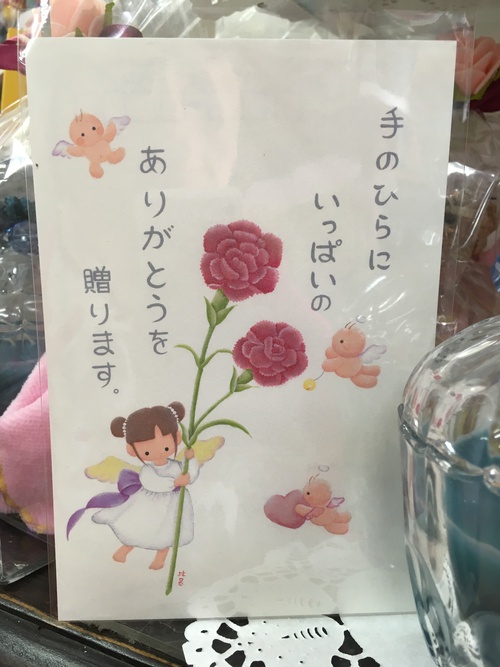 手のひらに
いっぱいの
ありがとうを
贈ります。